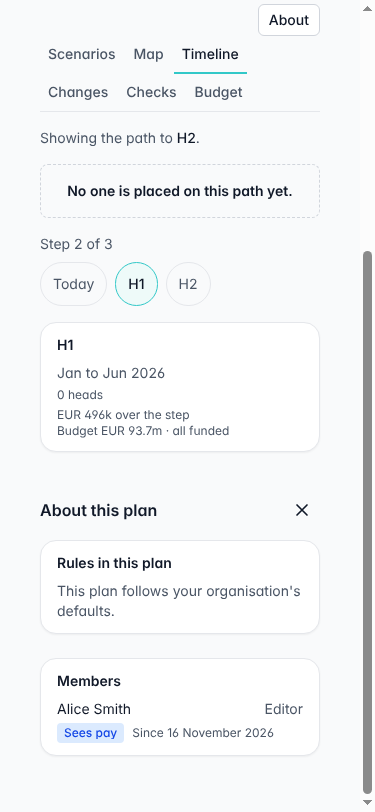 About
Scenarios Map Timeline
Changes Checks Budget
Showing the path to H2.
No one is placed on this path yet.
Step 2 of 3
Today H1 H2
H1
Jan to Jun 2026
0 heads
EUR 496k over the step
Budget EUR 93.7m · all funded
About this plan
Rules in this plan
This plan follows your organisation's
defaults.
Members
Alice Smith Editor
Sees pay Since 16 November 2026